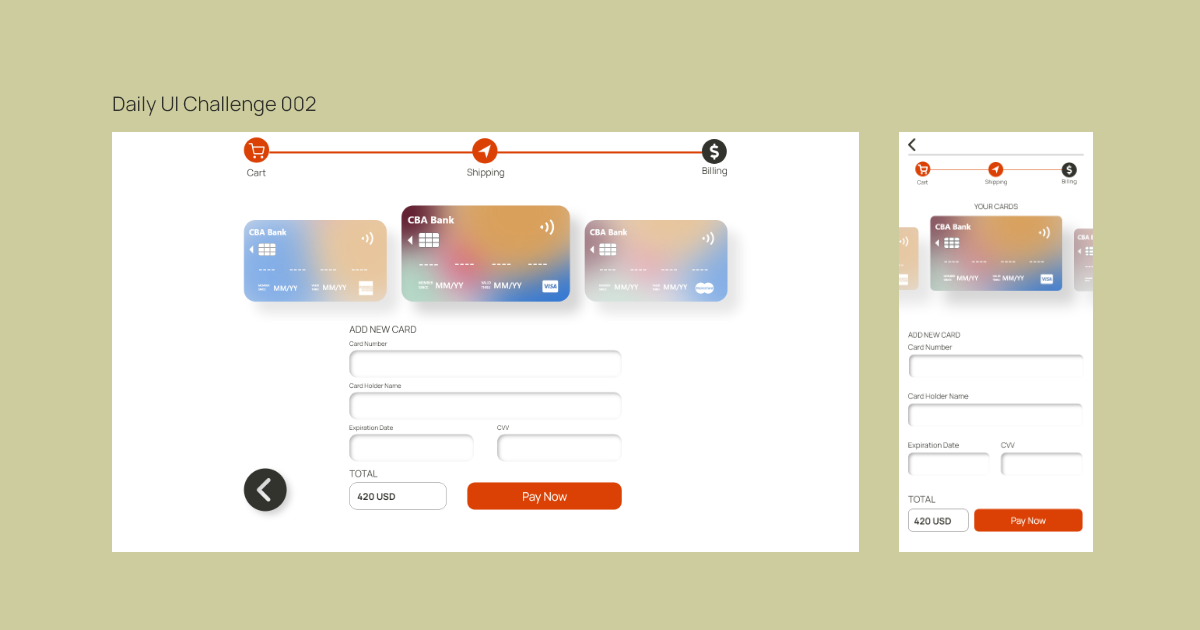 Daily UI Challenge 002
Cart
Shipping
Billing
CBA Bank
MM/YY MM/YY
CBA Bank
MM/YY MM/YY VISA
CBA Bank
MM/YY MM/YY
ADD NEW CARD
Card Number
Card Holder Name
Expiration Date CVV
TOTAL
420 USD
Pay Now
Cart
Shipping
Billing
YOUR CARDS
CBA Bank
MM/YY MM/YY VISA
CBA B
ADD NEW CARD
Card Number
Card Holder Name
Expiration Date CVV
TOTAL
420 USD
Pay Now